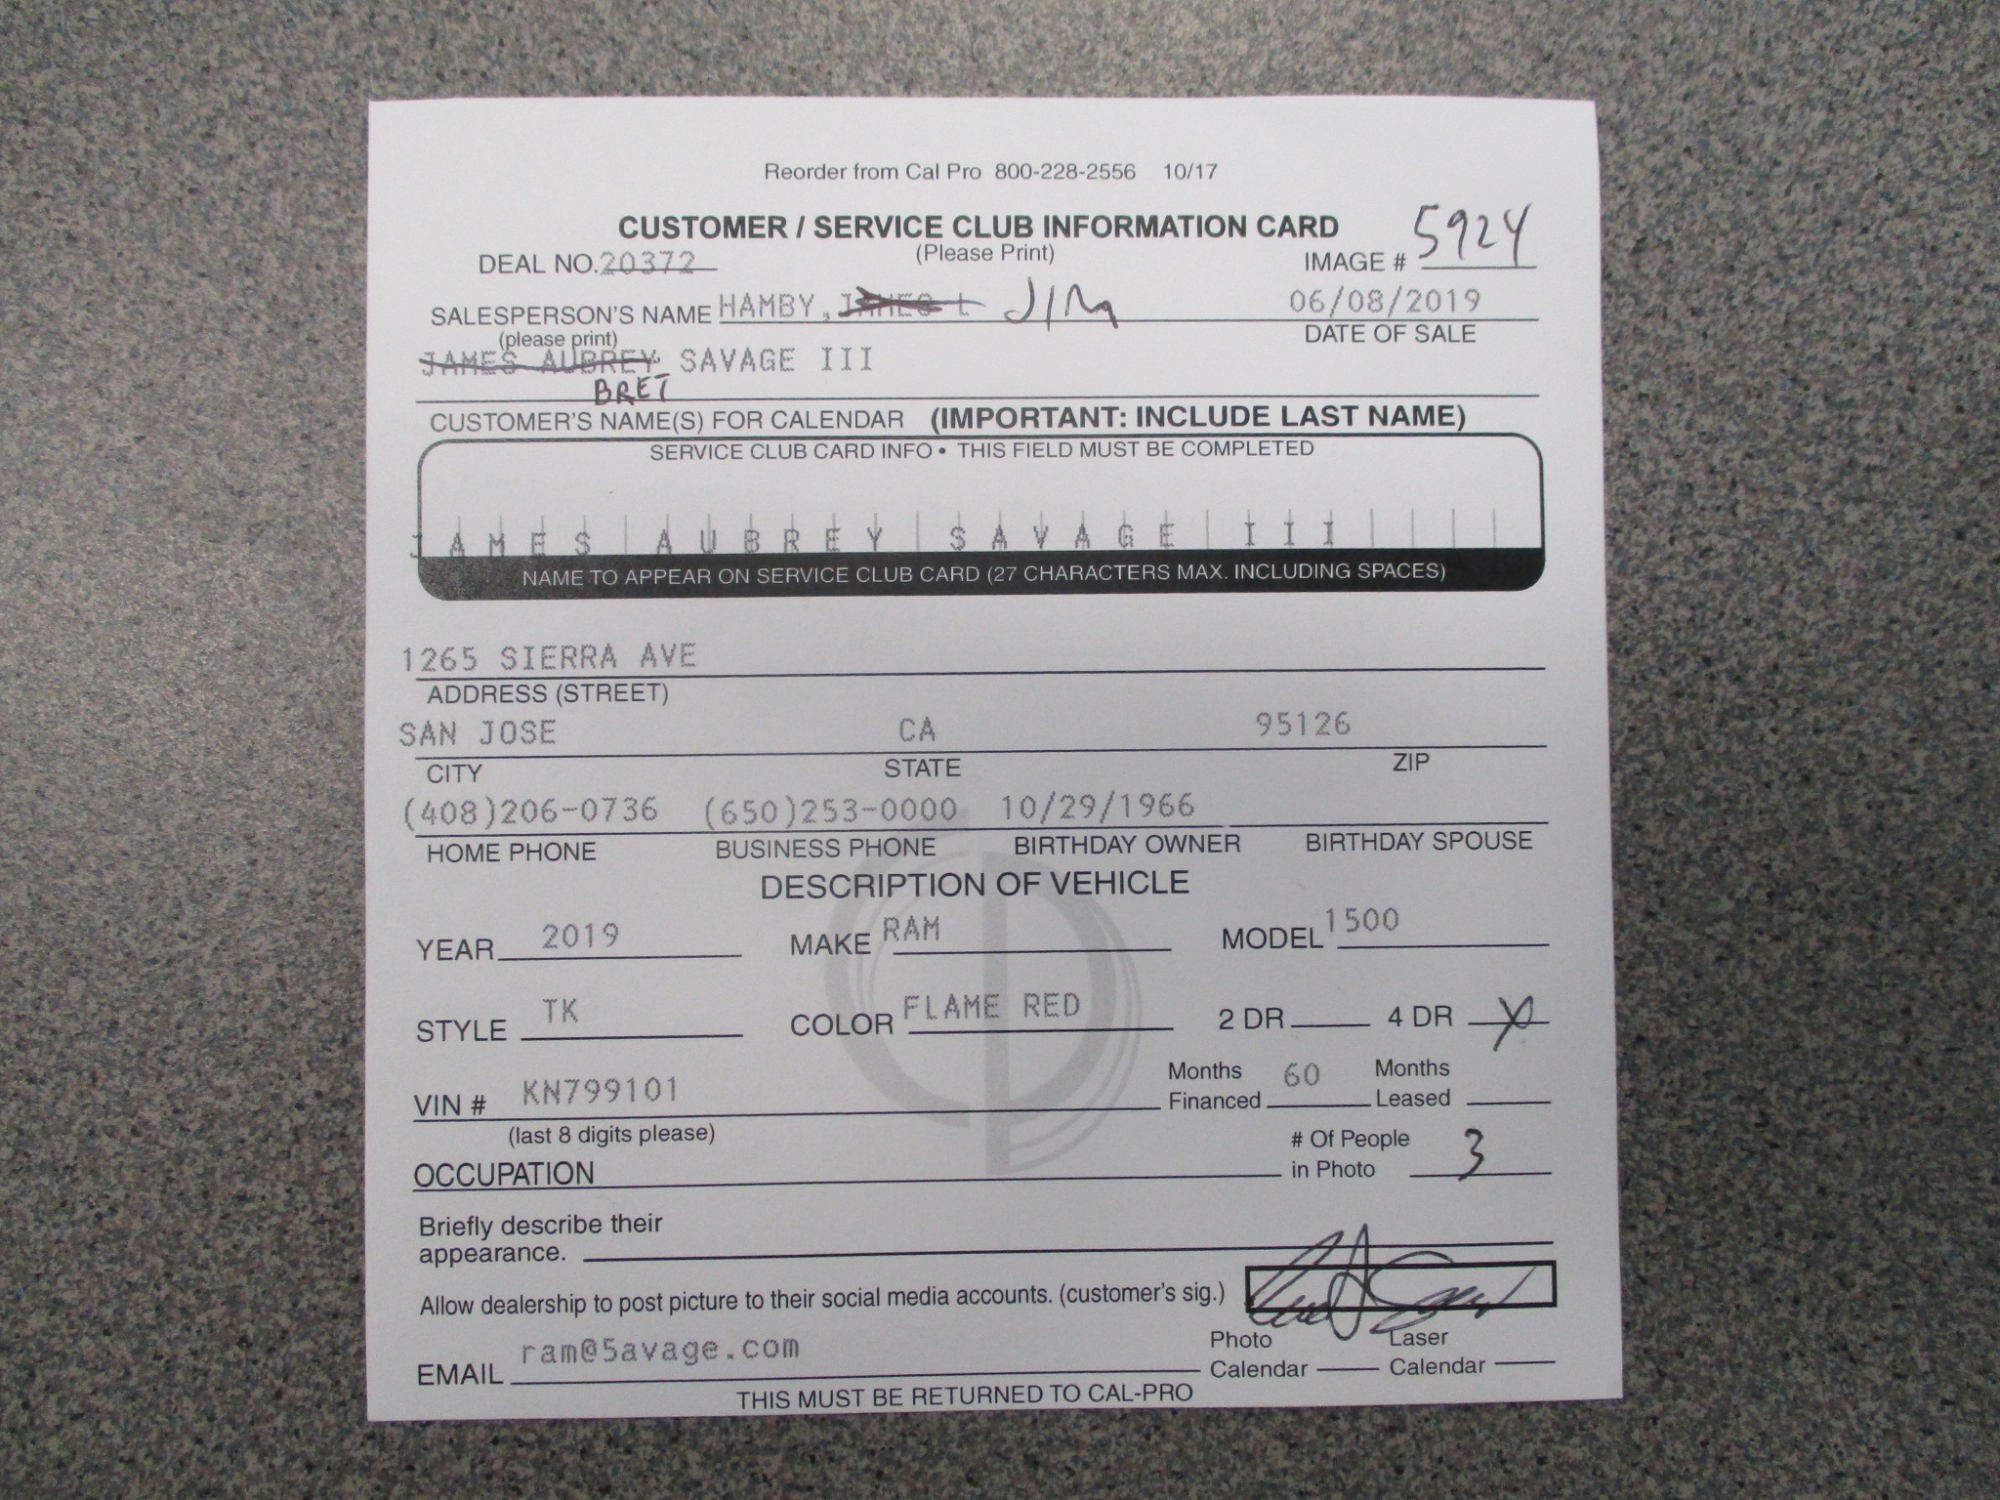 Reorder from Cal Pro 800-228-2556 10/17
CUSTOMER / SERVICE CLUB INFORMATION CARD
(Please Print)
DEAL NO. 20372
IMAGE # 5924
SALESPERSON'S NAME HAMBY, JAMES L JIM
(please print)
06/08/2019
DATE OF SALE
JAMES AUBREY SAVAGE III
BRET
CUSTOMER'S NAME(S) FOR CALENDAR (IMPORTANT: INCLUDE LAST NAME)
SERVICE CLUB CARD INFO • THIS FIELD MUST BE COMPLETED
JAMES AUBREY SAVAGE III
NAME TO APPEAR ON SERVICE CLUB CARD (27 CHARACTERS MAX. INCLUDING SPACES)
1265 SIERRA AVE
ADDRESS (STREET)
SAN JOSE CA 95126
CITY STATE ZIP
(408)206-0736 (650)253-0000 10/29/1966
HOME PHONE BUSINESS PHONE BIRTHDAY OWNER BIRTHDAY SPOUSE
DESCRIPTION OF VEHICLE
YEAR 2019 MAKE RAM MODEL 1500
STYLE TK COLOR FLAME RED 2 DR 4 DR X
VIN # KN799101
(last 8 digits please)
Months Financed 60 Months Leased
OCCUPATION
# Of People in Photo 3
Briefly describe their
appearance.
Allow dealership to post picture to their social media accounts. (customer's sig.)
EMAIL ram@5avage.com
Photo Calendar Laser Calendar
THIS MUST BE RETURNED TO CAL-PRO